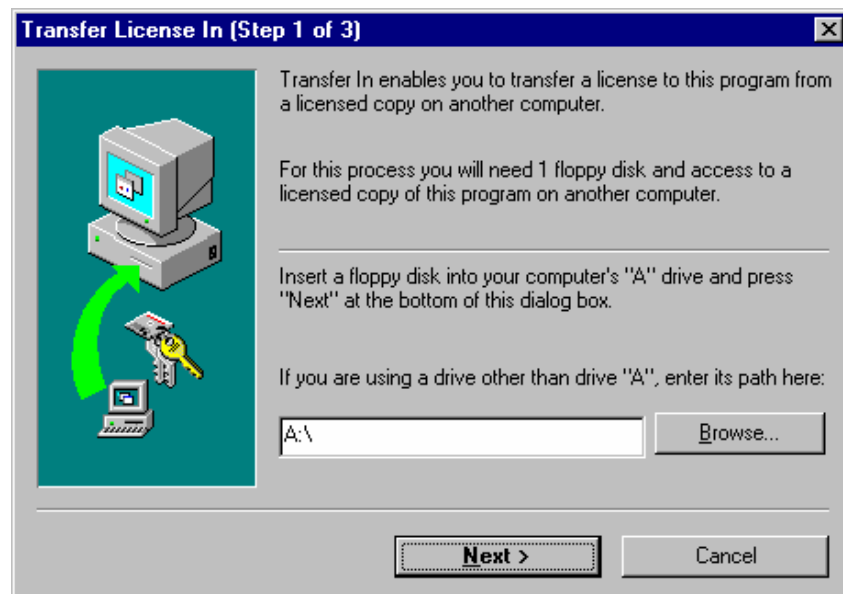 Transfer License In (Step 1 of 3)
Transfer In enables you to transfer a license to this program from
a licensed copy on another computer.
For this process you will need 1 floppy disk and access to a
licensed copy of this program on another computer.
Insert a floppy disk into your computer's "A" drive and press
"Next" at the bottom of this dialog box.
If you are using a drive other than drive "A", enter its path here:
A:\
Browse...
Next >
Cancel